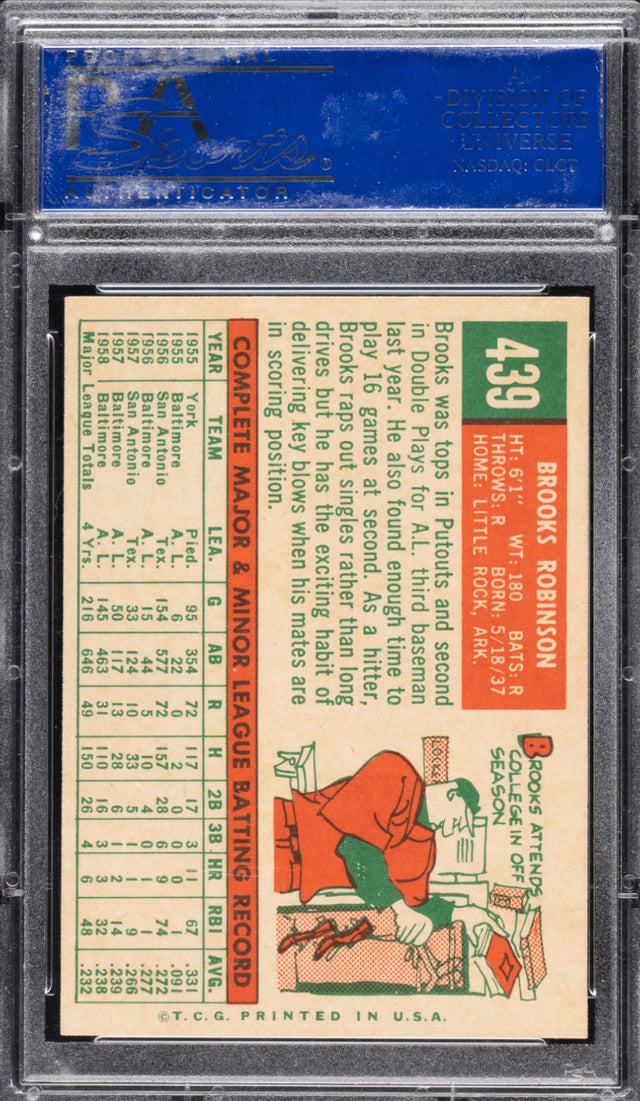 PROFESSIONAL
PSA
Sports®
AUTHENTICATOR
A
DIVISION OF
COLLECTORS
UNIVERSE
NASDAQ: CLCT
439
BROOKS ROBINSON
HT: 6'1" WT: 180 BATS: R
THROWS: R BORN: 5/18/37
HOME: LITTLE ROCK, ARK.
Brooks was tops in Putouts and second
in Double Plays for A.L. third baseman
last year. He also found enough time to
play 16 games at second. As a hitter,
Brooks raps out singles rather than long
drives but he has the exciting habit of
delivering key blows when his mates are
in scoring position.
BROOKS ATTENDS
COLLEGE IN OFF
SEASON
COMPLETE MAJOR & MINOR LEAGUE BATTING RECORD
YEAR TEAM LEA. G AB R H 2B 3B HR RBI AVG.
1955 York Pied. 95 354 72 117 17 3 11 67 .331
1955 Baltimore A. L. 6 22 0 2 0 0 0 1 .091
1956 San Antonio Tex. 154 577 72 157 28 6 9 74 .272
1956 Baltimore A. L. 15 44 5 10 4 0 1 1 .277
1957 San Antonio Tex. 33 124 10 33 5 1 1 9 .266
1957 Baltimore A. L. 50 117 13 28 6 1 2 14 .239
1958 Baltimore A. L. 145 463 31 110 16 3 3 32 .238
Major League Totals 4 Yrs. 216 646 49 150 26 4 6 48 .232
©T. C. G. PRINTED IN U.S.A.